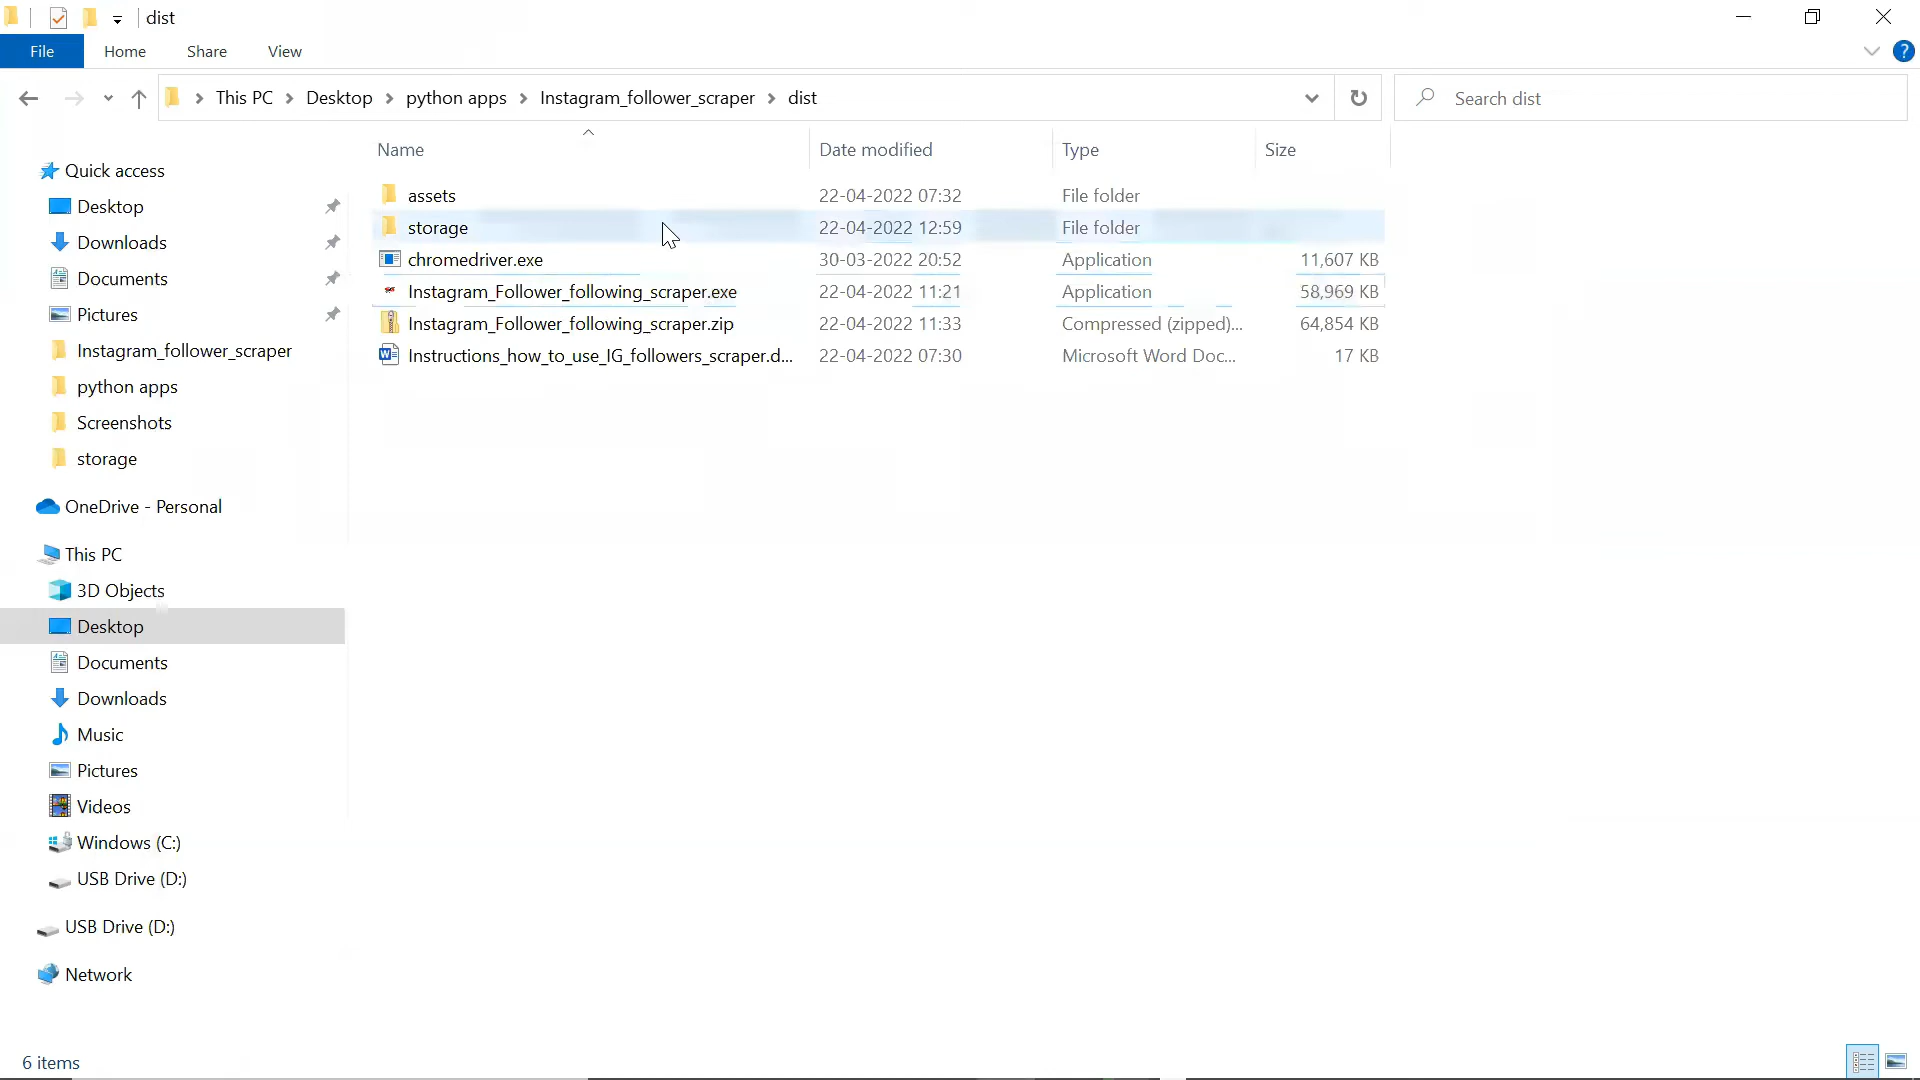 dist
File Home Share View ?
This PC Desktop python apps Instagram_follower_scraper dist Search dist
Name Date modified Type Size
Quick access
Desktop
Downloads
Documents
Pictures
Instagram_follower_scraper
python apps
Screenshots
storage
OneDrive - Personal
This PC
3D Objects
Desktop
Documents
Downloads
Music
Pictures
Videos
Windows (C:)
USB Drive (D:)
USB Drive (D:)
Network
assets 22-04-2022 07:32 File folder
storage 22-04-2022 12:59 File folder
chromedriver.exe 30-03-2022 20:52 Application 11,607 KB
Instagram_Follower_following_scraper.exe 22-04-2022 11:21 Application 58,969 KB
Instagram_Follower_following_scraper.zip 22-04-2022 11:33 Compressed (zipped)... 64,854 KB
Instructions_how_to_use_IG_followers_scraper.d... 22-04-2022 07:30 Microsoft Word Doc... 17 KB
6 items